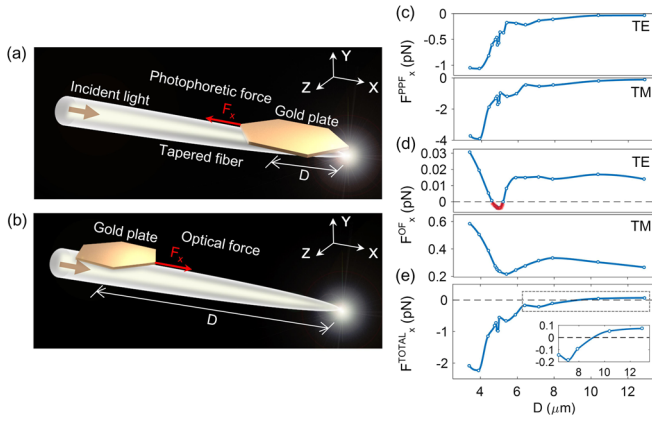 (a)
Y
X
Z
Incident light
Photophoretic force
Fₓ
Gold plate
Tapered fiber
D
(b)
Y
X
Z
Gold plate
Optical force
Fₓ
D
(c)
0
-0.5
-1
TE
F^PPF_x (pN)
0
-2
-4
TM
(d)
0.03
0.02
0.01
0
TE
F^OF_x (pN)
0.6
0.4
0.2
TM
(e)
0
-1
-2
F^TOTAL_x (pN)
0.1
0
-0.1
-0.2
8 10 12
4 6 8 10 12
D (μm)